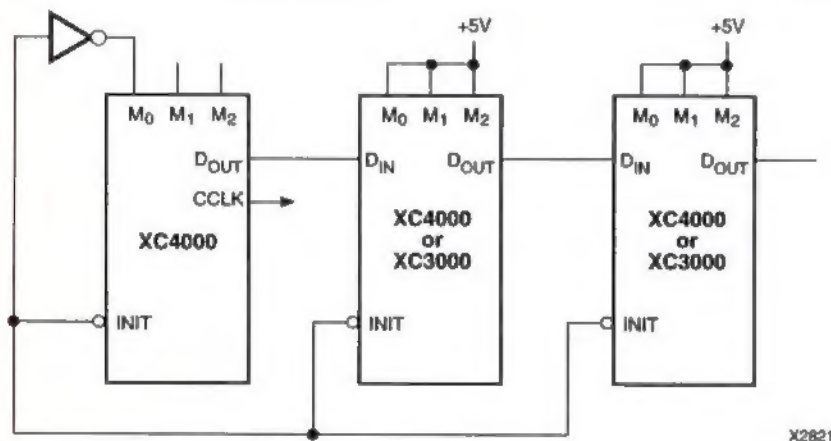 +5V
+5V
M0 M1 M2
M0 M1 M2
M0 M1 M2
DOUT
DIN
DOUT
DIN
DOUT
CCLK
XC4000
XC4000
or
XC3000
XC4000
or
XC3000
INIT
INIT
INIT
X2821